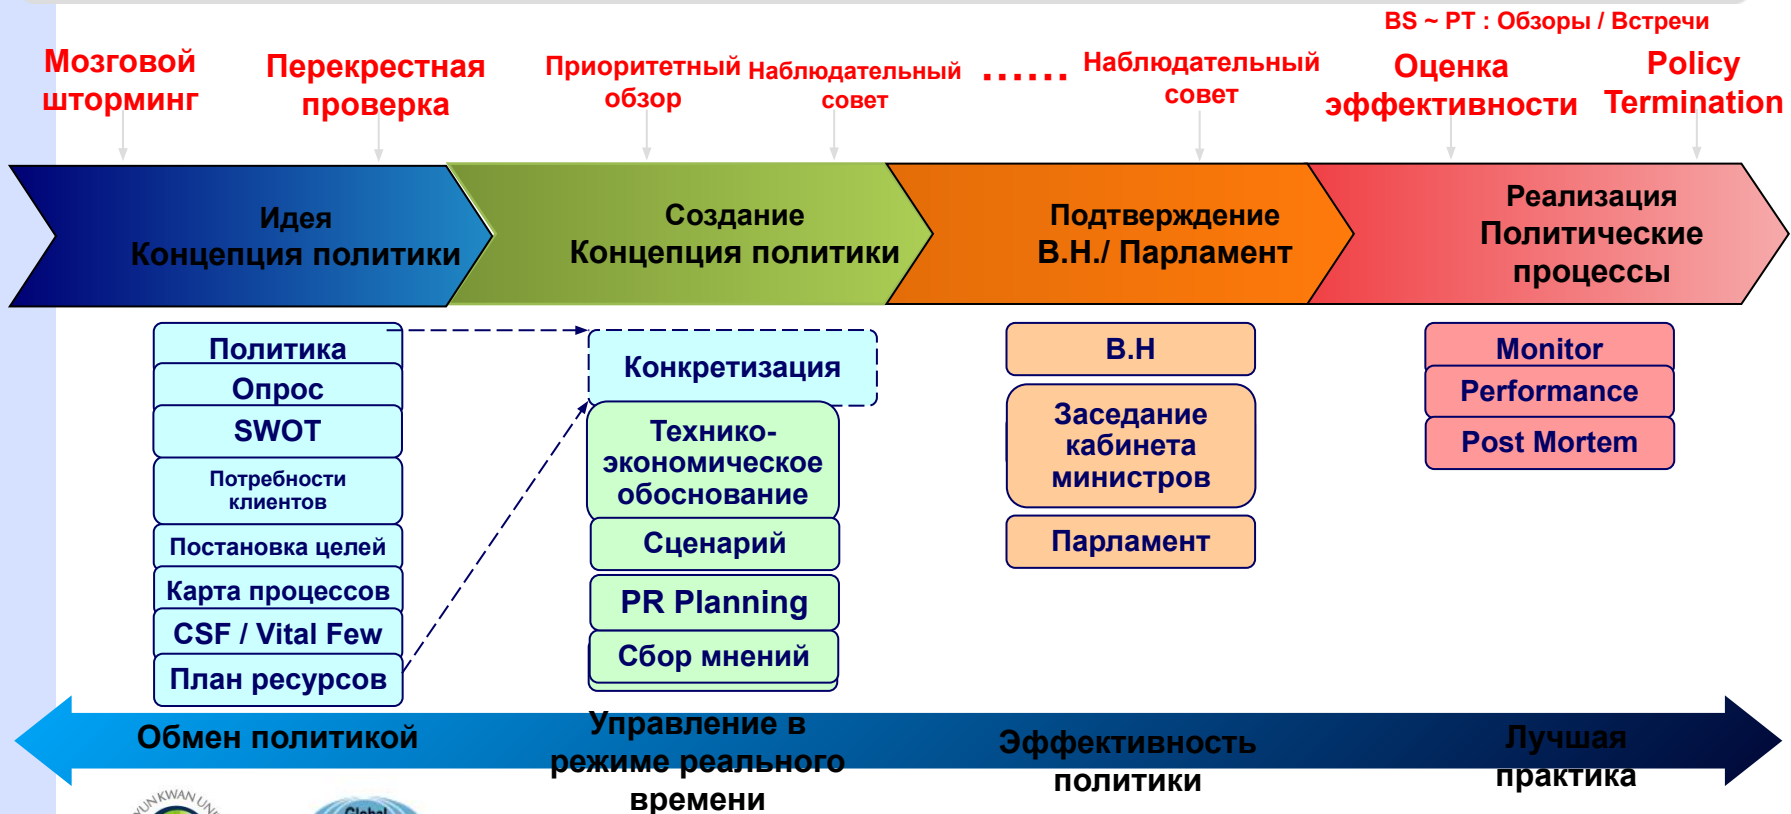 BS ~ PT : Обзоры / Встречи
Мозговой
шторминг
Перекрестная
проверка
Приоритетный
обзор
Наблюдательный
совет
......
Наблюдательный
совет
Оценка
эффективности
Policy
Termination
Идея
Концепция политики
Создание
Концепция политики
Подтверждение
В.Н./ Парламент
Реализация
Политические
процессы
Политика
Опрос
SWOT
Потребности
клиентов
Постановка целей
Карта процессов
CSF / Vital Few
План ресурсов
Конкретизация
Технико-
экономическое
обоснование
Сценарий
PR Planning
Сбор мнений
В.Н
Заседание
кабинета
министров
Парламент
Monitor
Performance
Post Mortem
Обмен политикой
Управление в
режиме реального
времени
Эффективность
политики
Лучшая
практика
Global